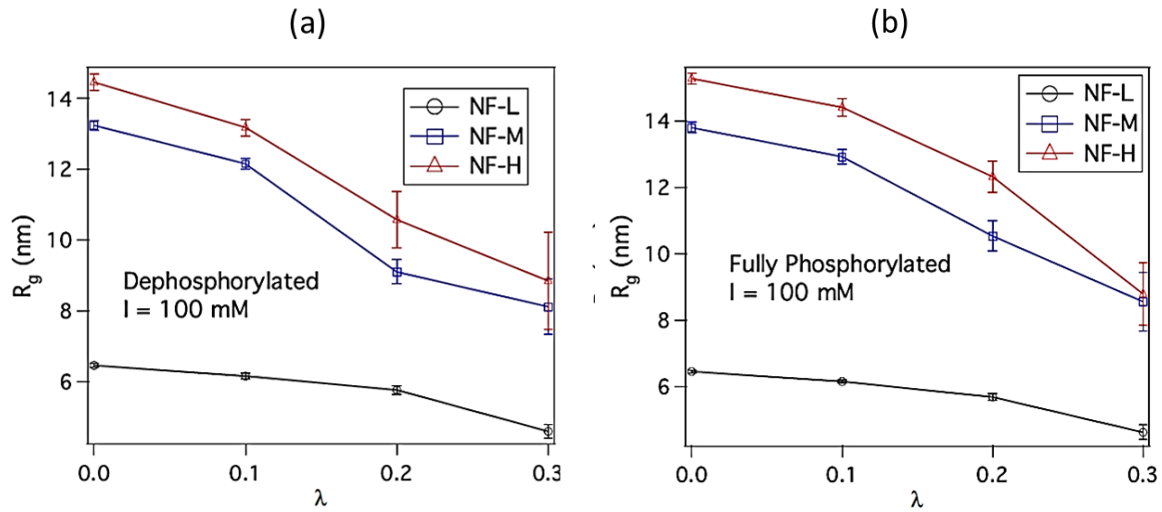 (a)
(b)
14
12
10
8
6
Rg (nm)
NF-L
NF-M
NF-H
Dephosphorylated
I = 100 mM
0.0
0.1
0.2
0.3
λ
14
12
10
8
6
Rg (nm)
NF-L
NF-M
NF-H
Fully Phosphorylated
I = 100 mM
0.0
0.1
0.2
0.3
λ